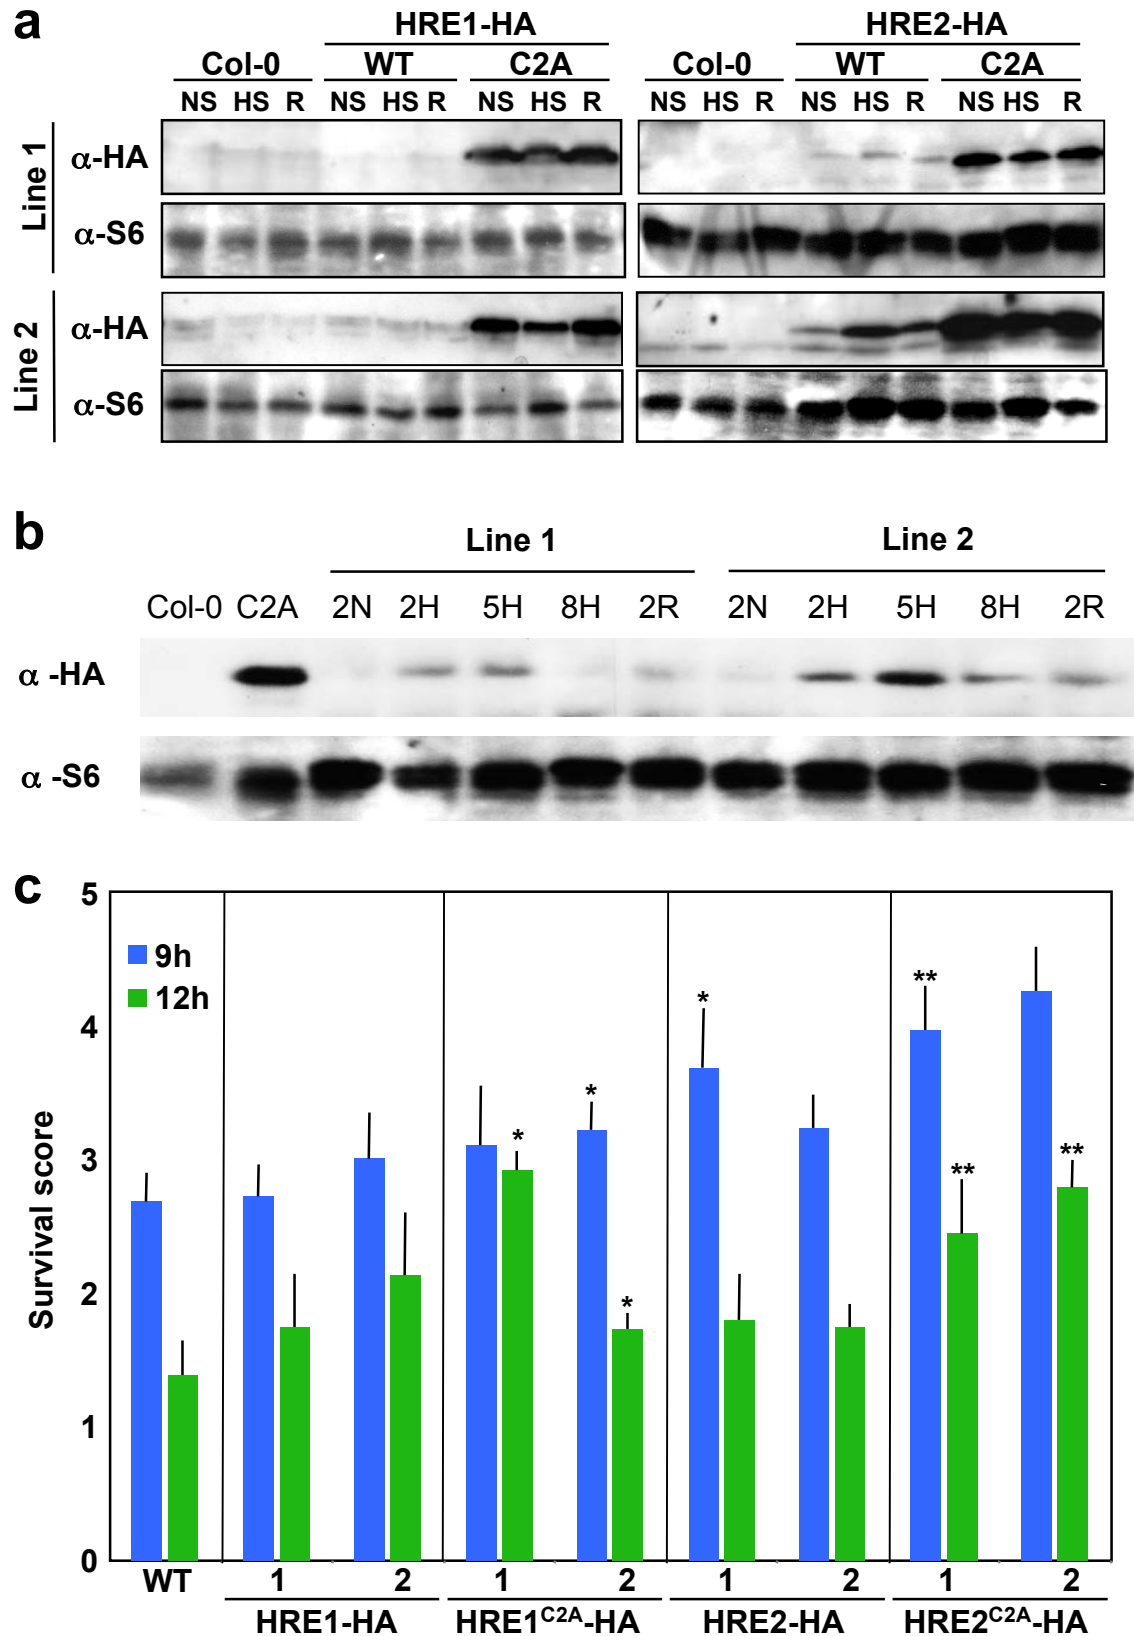 a
HRE1-HA HRE2-HA
Col-0 WT C2A Col-0 WT C2A
NS HS R NS HS R NS HS R NS HS R NS HS R NS HS R
Line 1
α-HA
α-S6
Line 2
α-HA
α-S6
b
Line 1 Line 2
Col-0 C2A 2N 2H 5H 8H 2R 2N 2H 5H 8H 2R
α -HA
α -S6
c
Survival score
5
4
3
2
1
0
9h
12h
* * * * ** ** **
WT 1 2 1 2 1 2 1 2
HRE1-HA HRE1^C2A-HA HRE2-HA HRE2^C2A-HA